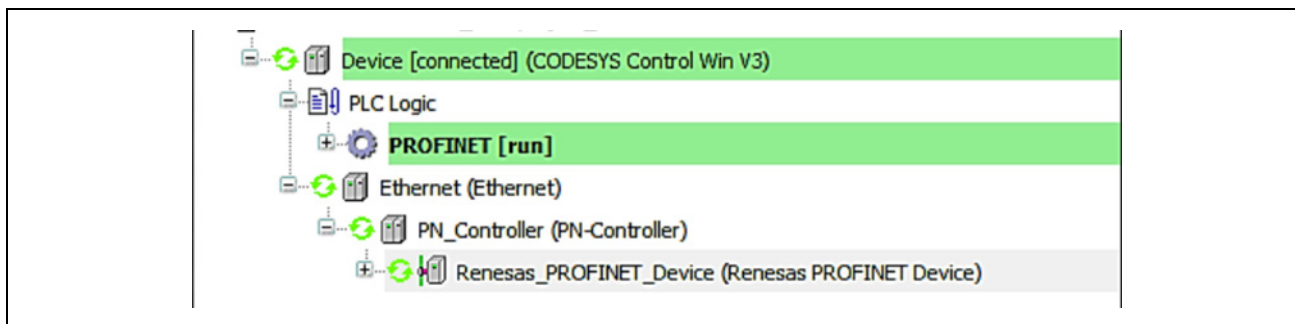 Device [connected] (CODESYS Control Win V3)
PLC Logic
PROFINET [run]
Ethernet (Ethernet)
PN_Controller (PN-Controller)
Renesas_PROFINET_Device (Renesas PROFINET Device)